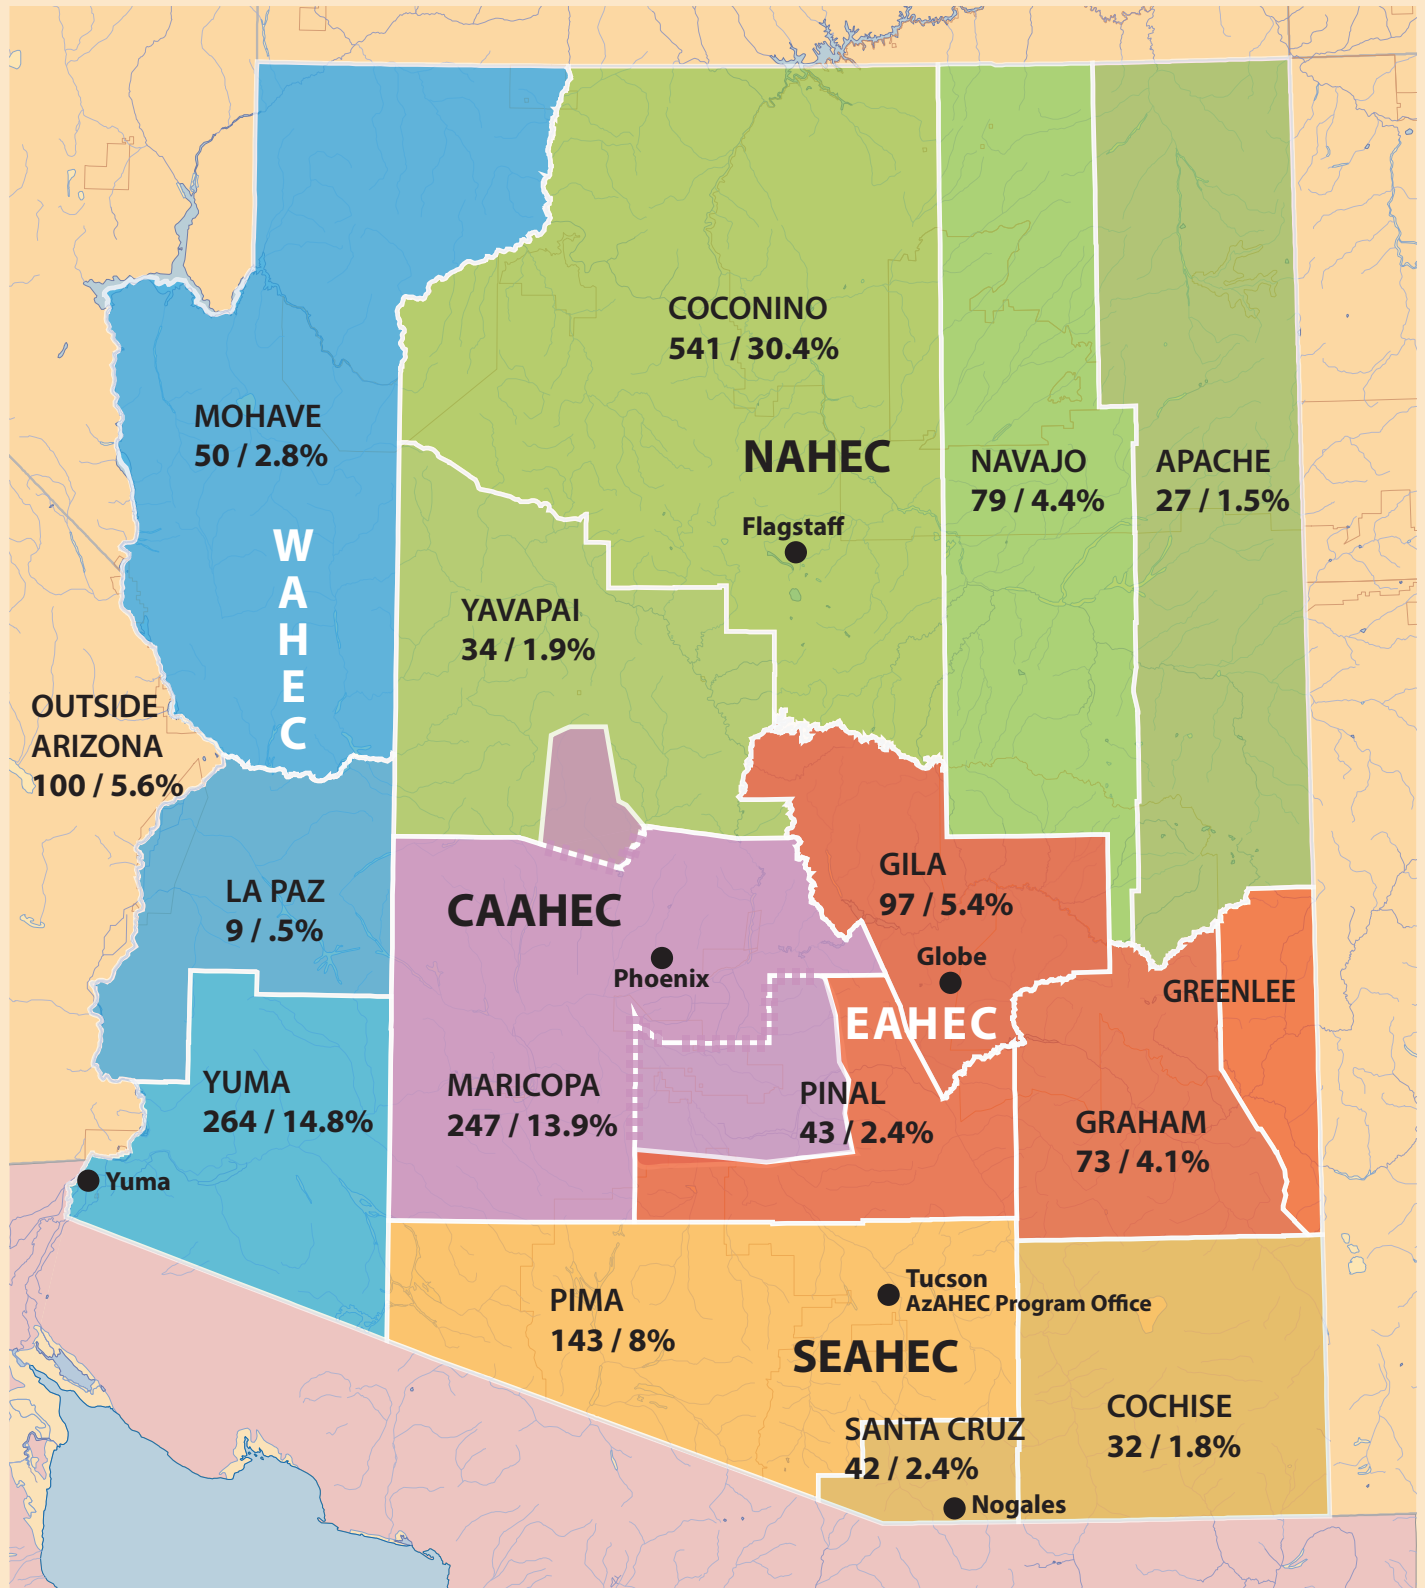 COCONINO
541 / 30.4%
MOHAVE
50 / 2.8%
NAHEC
NAVAJO
79 / 4.4%
APACHE
27 / 1.5%
Flagstaff
W
A
H
E
C
YAVAPAI
34 / 1.9%
OUTSIDE
ARIZONA
100 / 5.6%
GILA
97 / 5.4%
LA PAZ
9 / .5%
CAAHEC
Phoenix
Globe
GREENLEE
EAHEC
YUMA
264 / 14.8%
MARICOPA
247 / 13.9%
PINAL
43 / 2.4%
GRAHAM
73 / 4.1%
Yuma
Tucson
AzAHEC Program Office
PIMA
143 / 8%
SEAHEC
SANTA CRUZ
42 / 2.4%
COCHISE
32 / 1.8%
Nogales